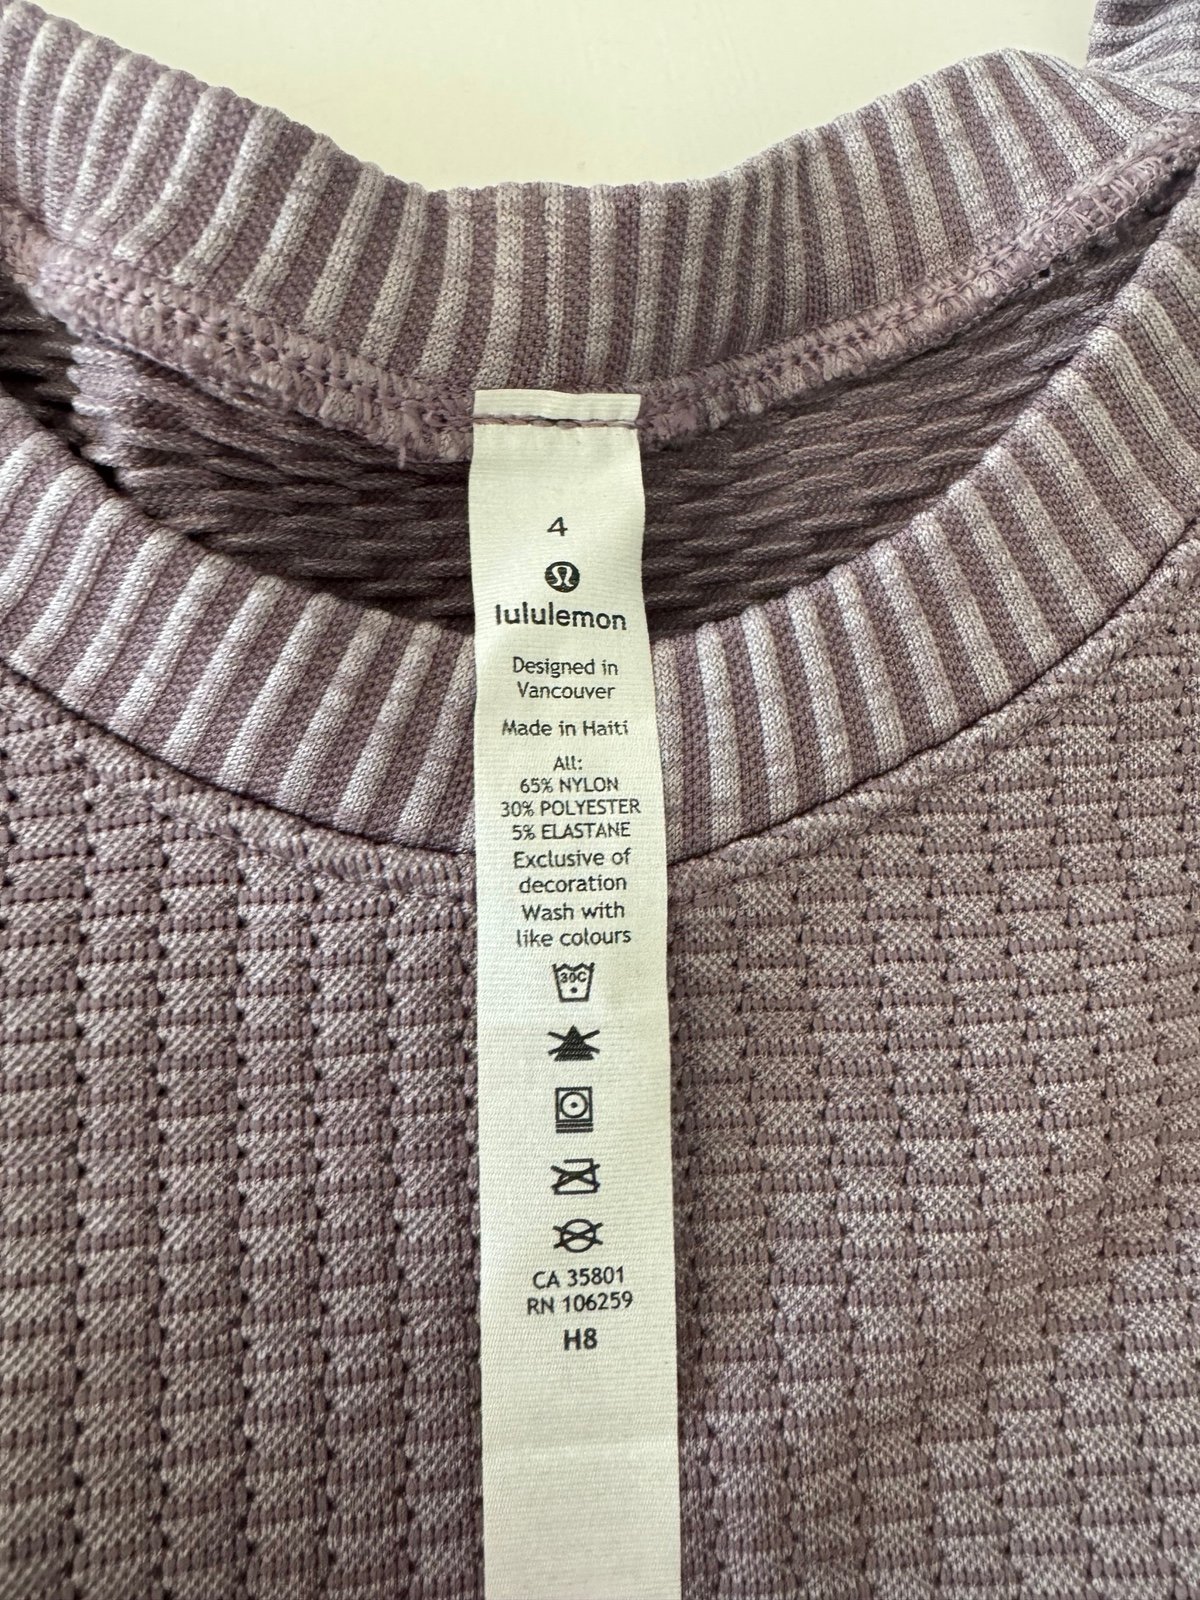 4
lululemon
Designed in
Vancouver
Made in Haiti
All:
65% NYLON
30% POLYESTER
5% ELASTANE
Exclusive of
decoration
Wash with
like colours
30C
CA 35801
RN 106259
H8